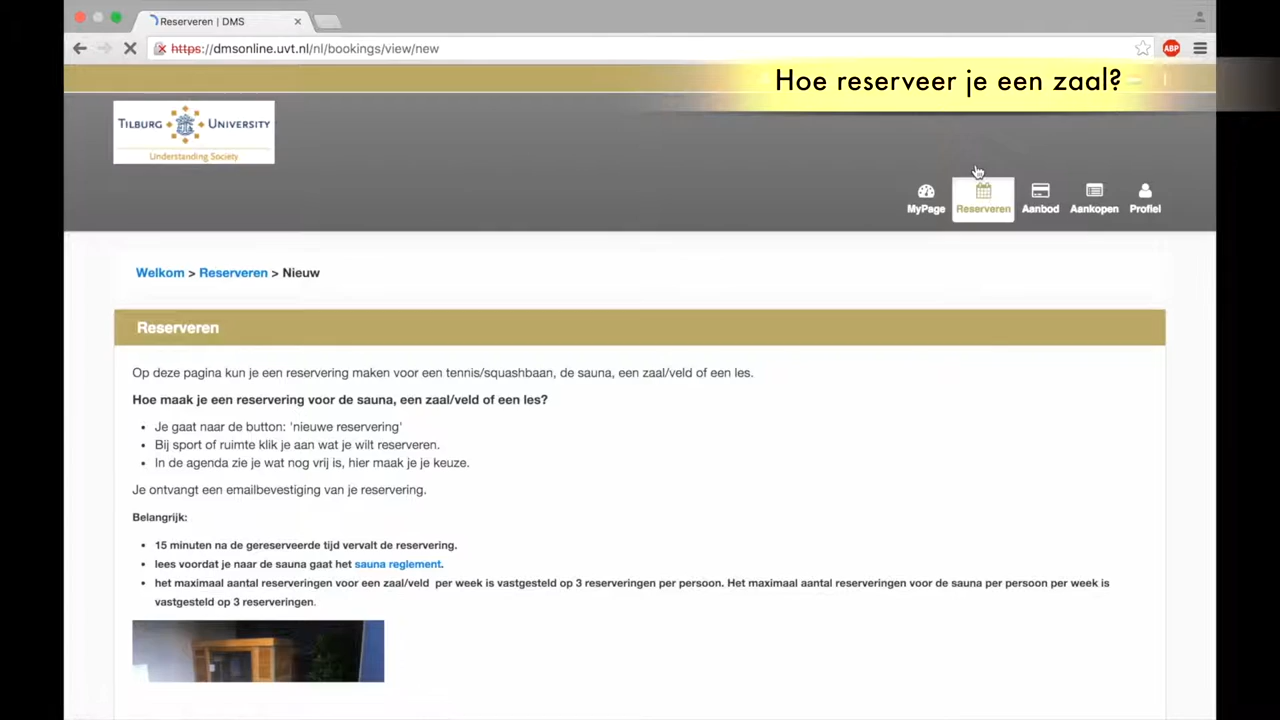 Reserveren | DMS
https://dmsonline.uvt.nl/nl/bookings/view/new
ABP
Hoe reserveer je een zaal?
TILBURG UNIVERSITY
Understanding Society
MyPage Reserveren Aanbod Aankopen Profiel
Welkom > Reserveren > Nieuw
Reserveren
Op deze pagina kun je een reservering maken voor een tennis/squashbaan, de sauna, een zaal/veld of een les.
Hoe maak je een reservering voor de sauna, een zaal/veld of een les?
• Je gaat naar de button: 'nieuwe reservering'
• Bij sport of ruimte klik je aan wat je wilt reserveren.
• In de agenda zie je wat nog vrij is, hier maak je je keuze.
Je ontvangt een emailbevestiging van je reservering.
Belangrijk:
• 15 minuten na de gereserveerde tijd vervalt de reservering.
• lees voordat je naar de sauna gaat het sauna reglement.
• het maximaal aantal reserveringen voor een zaal/veld per week is vastgesteld op 3 reserveringen per persoon. Het maximaal aantal reserveringen voor de sauna per persoon per week is
vastgesteld op 3 reserveringen.